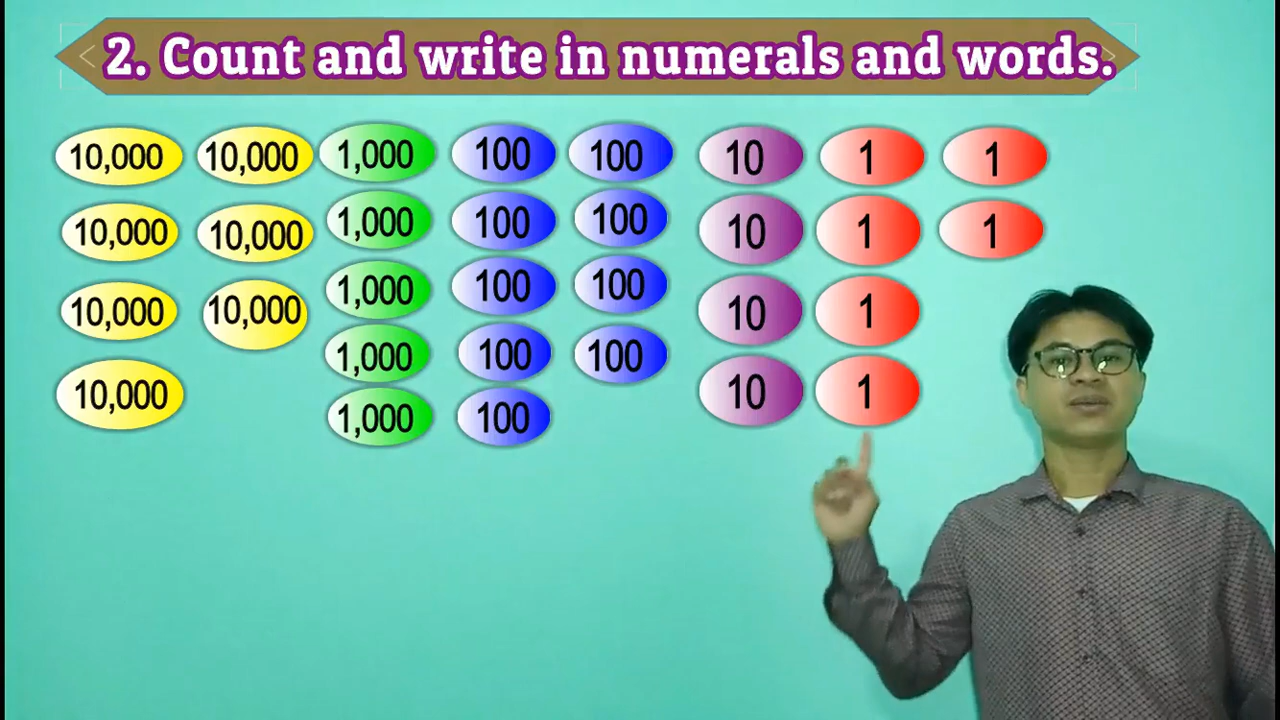 2. Count and write in numerals and words.
10,000 10,000 1,000 100 100 10 1 1
10,000 10,000 1,000 100 100 10 1 1
10,000 10,000 1,000 100 100 10 1
10,000 1,000 100 100 10 1
1,000 100